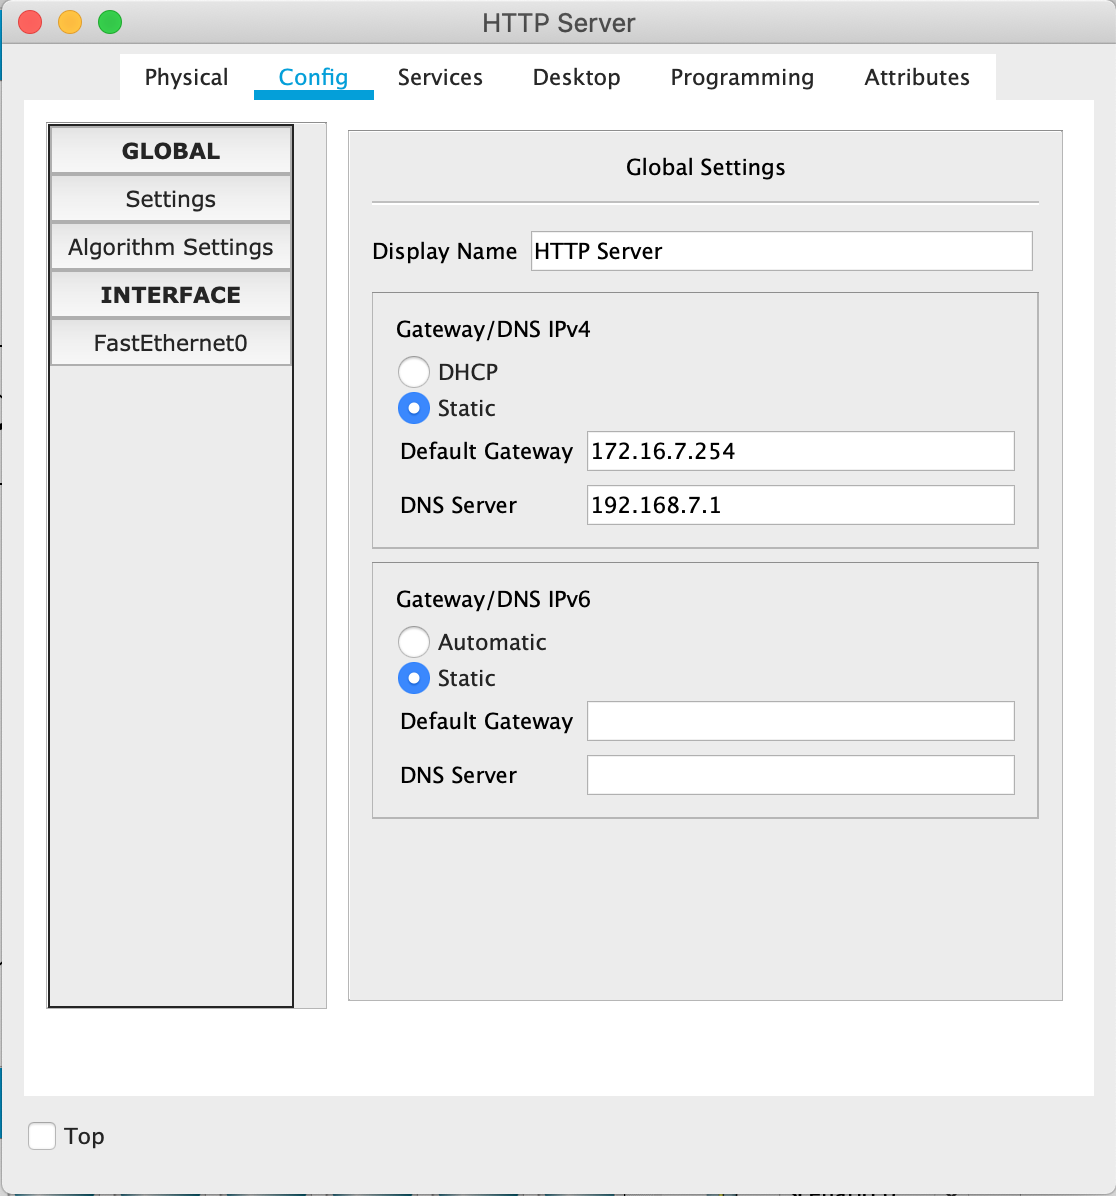 HTTP Server
Physical Config Services Desktop Programming Attributes
GLOBAL
Settings
Algorithm Settings
INTERFACE
FastEthernet0
Global Settings
Display Name HTTP Server
Gateway/DNS IPv4
DHCP
Static
Default Gateway 172.16.7.254
DNS Server 192.168.7.1
Gateway/DNS IPv6
Automatic
Static
Default Gateway
DNS Server
Top